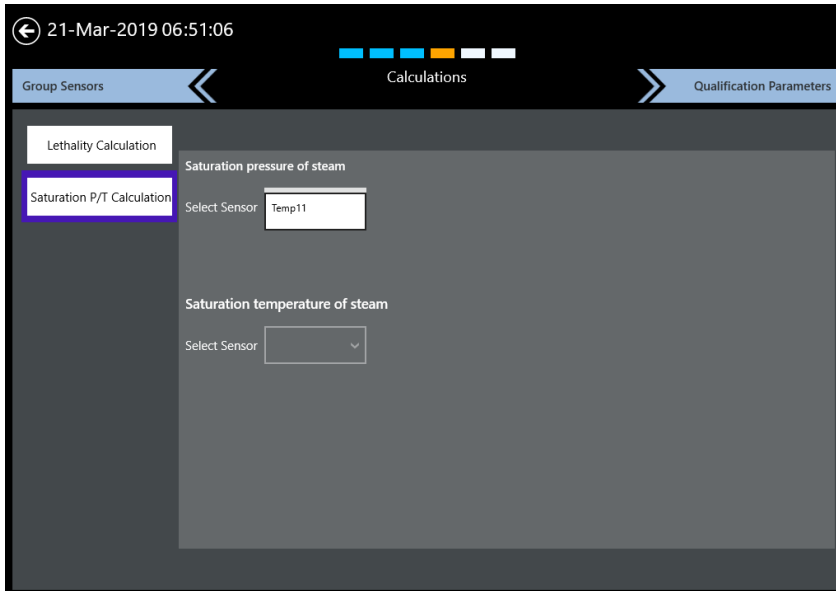 21-Mar-2019 06:51:06
Calculations
Group Sensors
Qualification Parameters
Lethality Calculation
Saturation P/T Calculation
Saturation pressure of steam
Select Sensor
Temp11
Saturation temperature of steam
Select Sensor